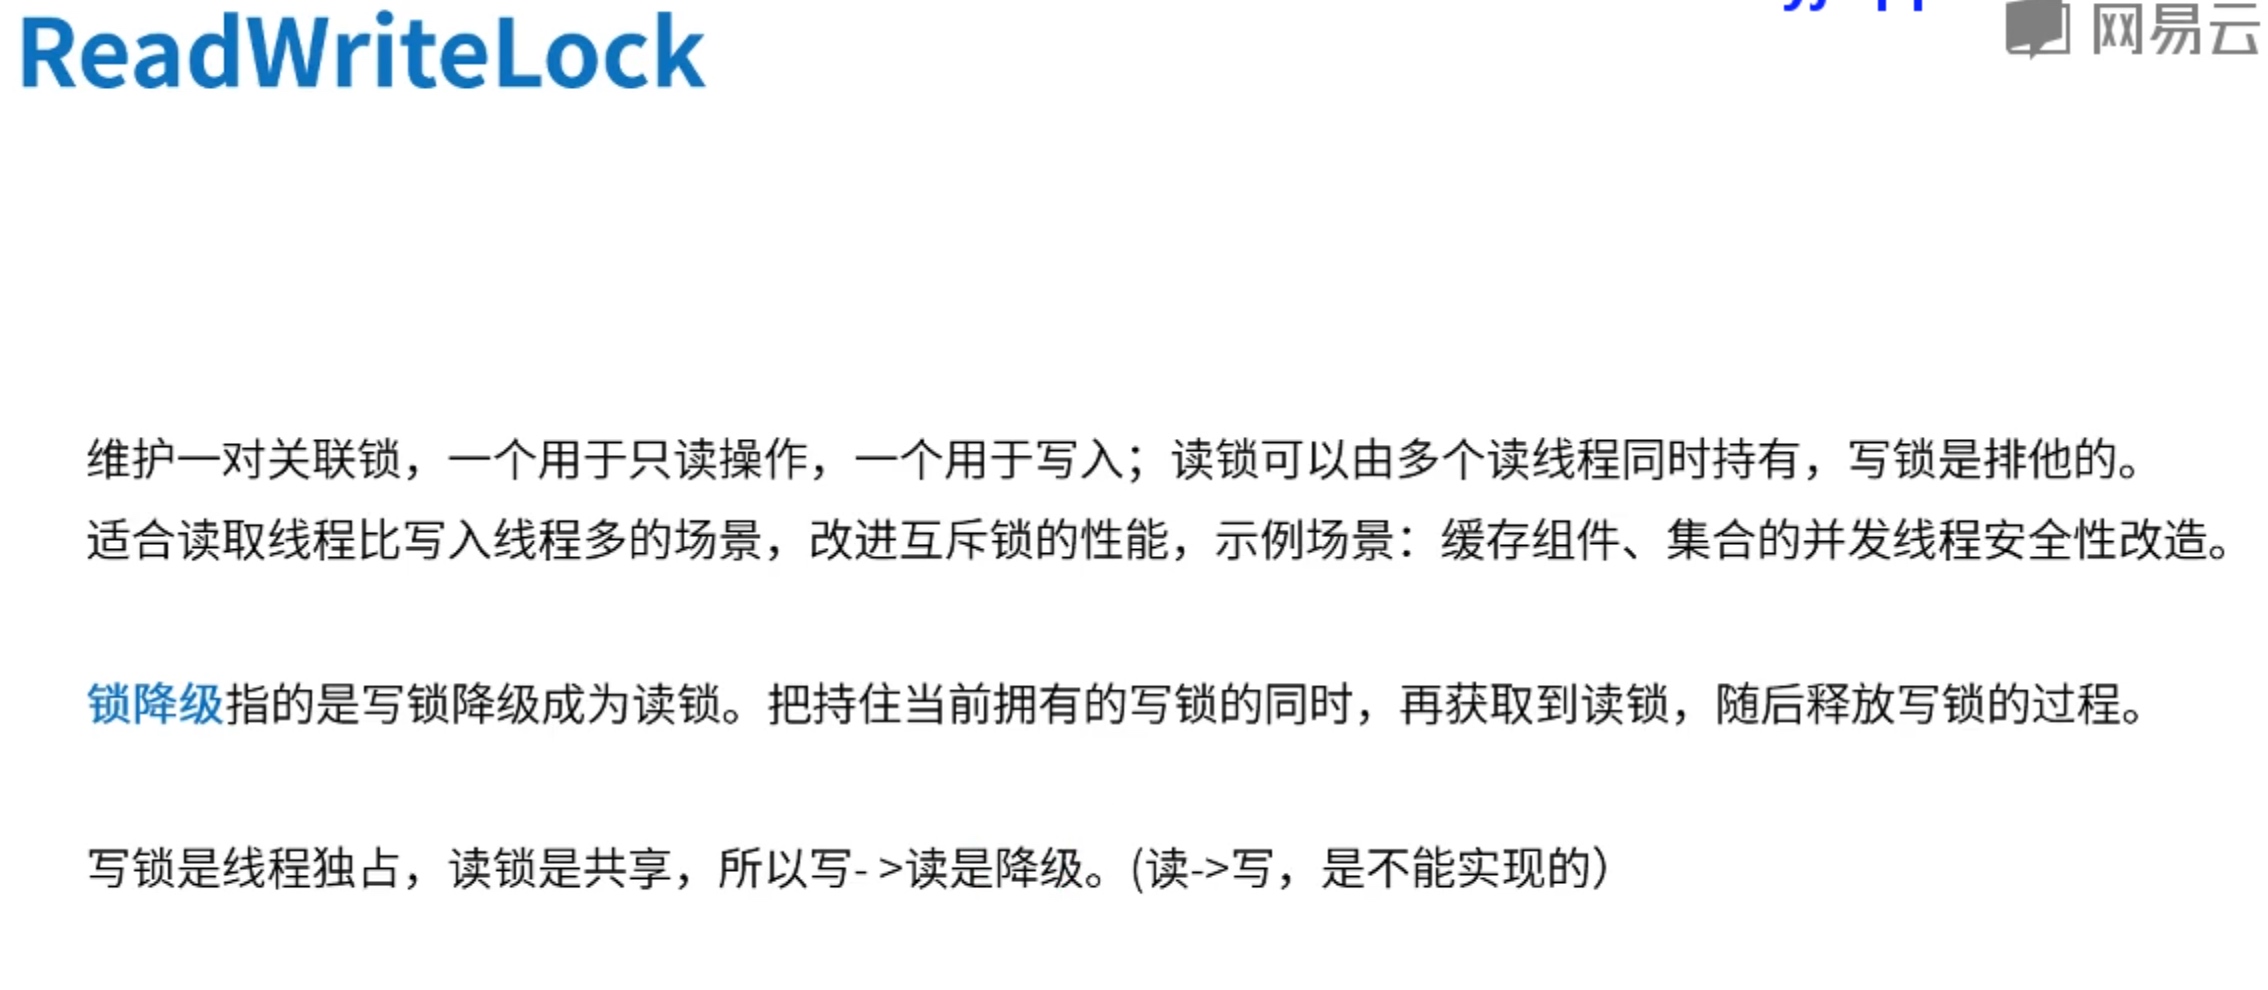 ReadWriteLock
网易云
维护一对关联锁，一个用于只读操作，一个用于写入；读锁可以由多个读线程同时持有，写锁是排他的。
适合读取线程比写入线程多的场景，改进互斥锁的性能，示例场景：缓存组件、集合的并发线程安全性改造。
锁降级指的是写锁降级成为读锁。把持住当前拥有的写锁的同时，再获取到读锁，随后释放写锁的过程。
写锁是线程独占，读锁是共享，所以写- >读是降级。(读->写，是不能实现的）